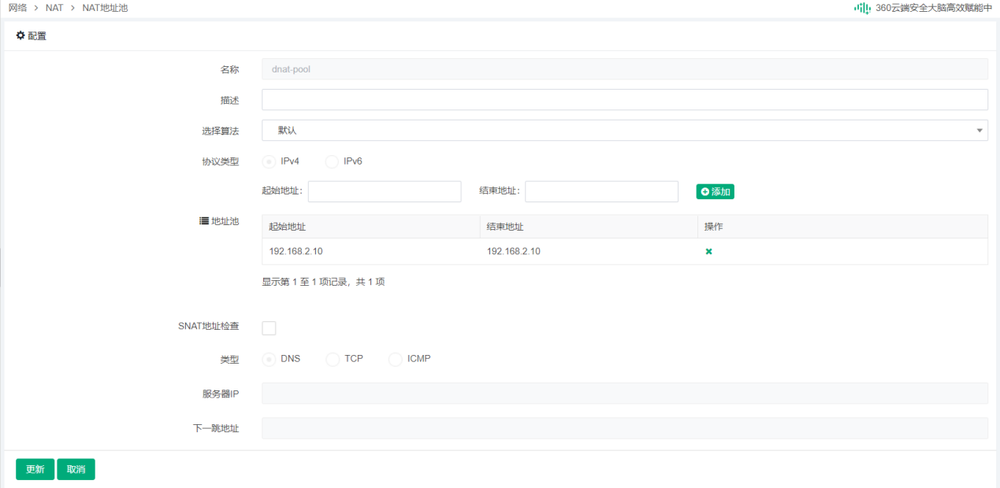 网络 > NAT > NAT地址池
360云端安全大脑高效赋能中
配置
名称 dnat-pool
描述
选择算法 默认
协议类型 IPv4 IPv6
起始地址: 结束地址: 添加
地址池 起始地址 结束地址 操作
192.168.2.10 192.168.2.10
显示第 1 至 1 项记录，共 1 项
SNAT地址检查
类型 DNS TCP ICMP
服务器IP
下一跳地址
更新 取消